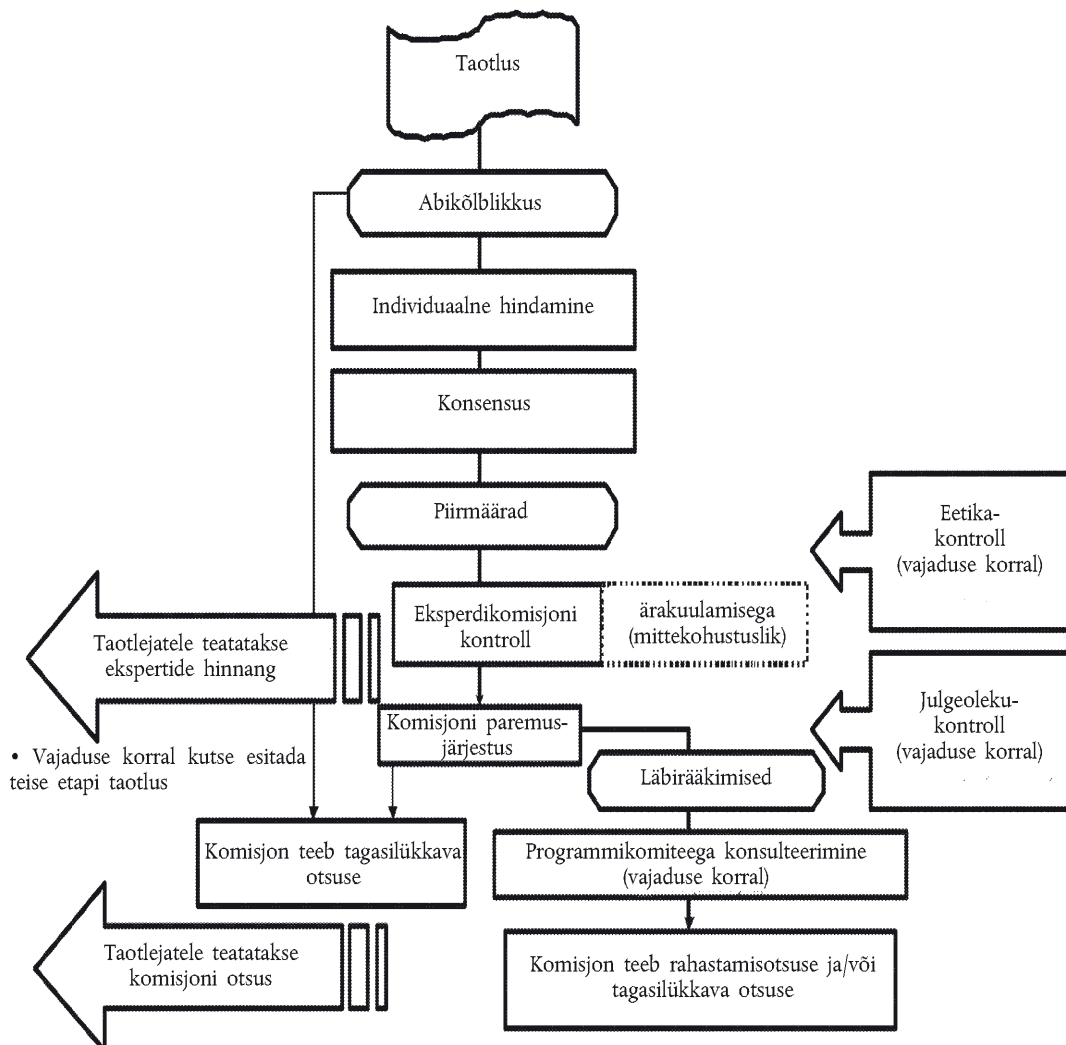 Taotlus
Abikõlblikkus
Individuaalne hindamine
Konsensus
Piirmäärad
Eetika-
kontroll
(vajaduse korral)
Eksperdikomisjoni
kontroll
ärakuulamisega
(mittekohustuslik)
Taotlejatele teatatakse
ekspertide hinnang
Julgeoleku-
kontroll
(vajaduse korral)
Komisjoni paremus-
järjestus
• Vajaduse korral kutse esitada
teise etapi taotlus
Läbirääkimised
Komisjon teeb tagasilükkava
otsuse
Programmikomiteega konsulteerimine
(vajaduse korral)
Taotlejatele teatatakse
komisjoni otsus
Komisjon teeb rahastamisotsuse ja/või
tagasilükkava otsuse